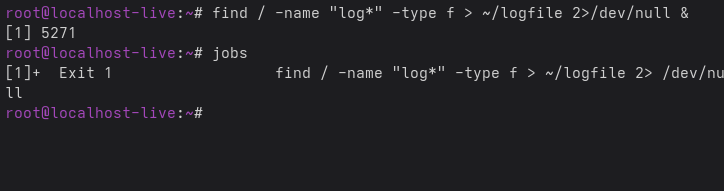 root@localhost-live:~# find / -name "log*" -type f > ~/logfile 2>/dev/null &
[1] 5271
root@localhost-live:~# jobs
[1]+  Exit 1                  find / -name "log*" -type f > ~/logfile 2> /dev/nu
ll
root@localhost-live:~#